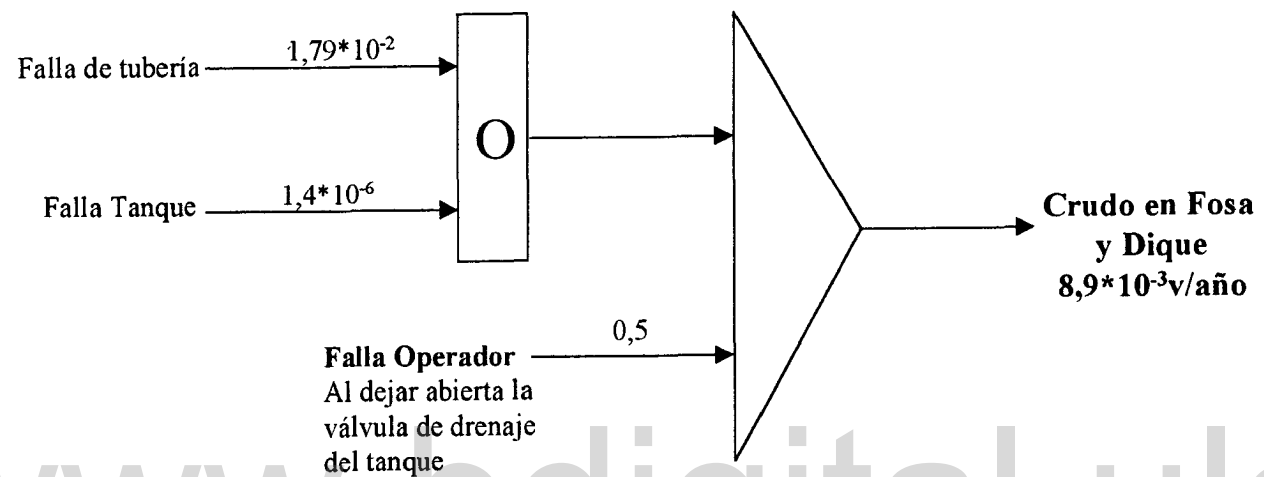 Falla de tubería
1,79*10⁻²
O
Falla Tanque
1,4*10⁻⁶
Crudo en Fosa
y Dique
8,9*10⁻³v/año
0,5
Falla Operador
Al dejar abierta la
válvula de drenaje
del tanque